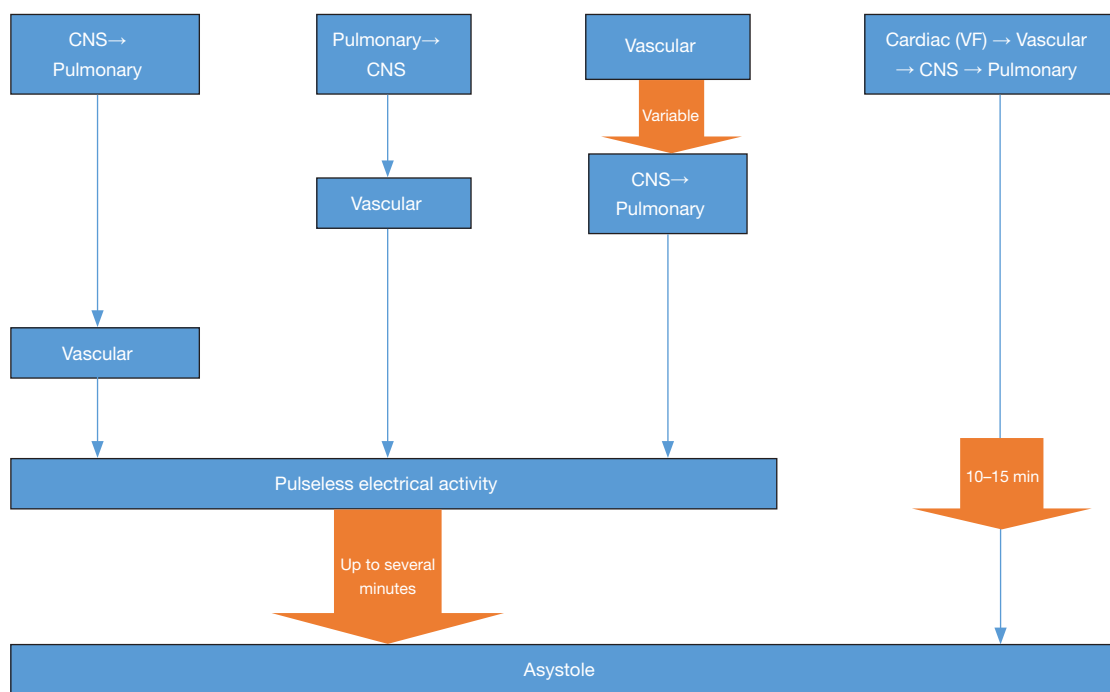 CNS→
Pulmonary
Pulmonary→
CNS
Vascular
Cardiac (VF) → Vascular
→ CNS → Pulmonary
Variable
Vascular
CNS→
Pulmonary
Vascular
Pulseless electrical activity
10–15 min
Up to several
minutes
Asystole